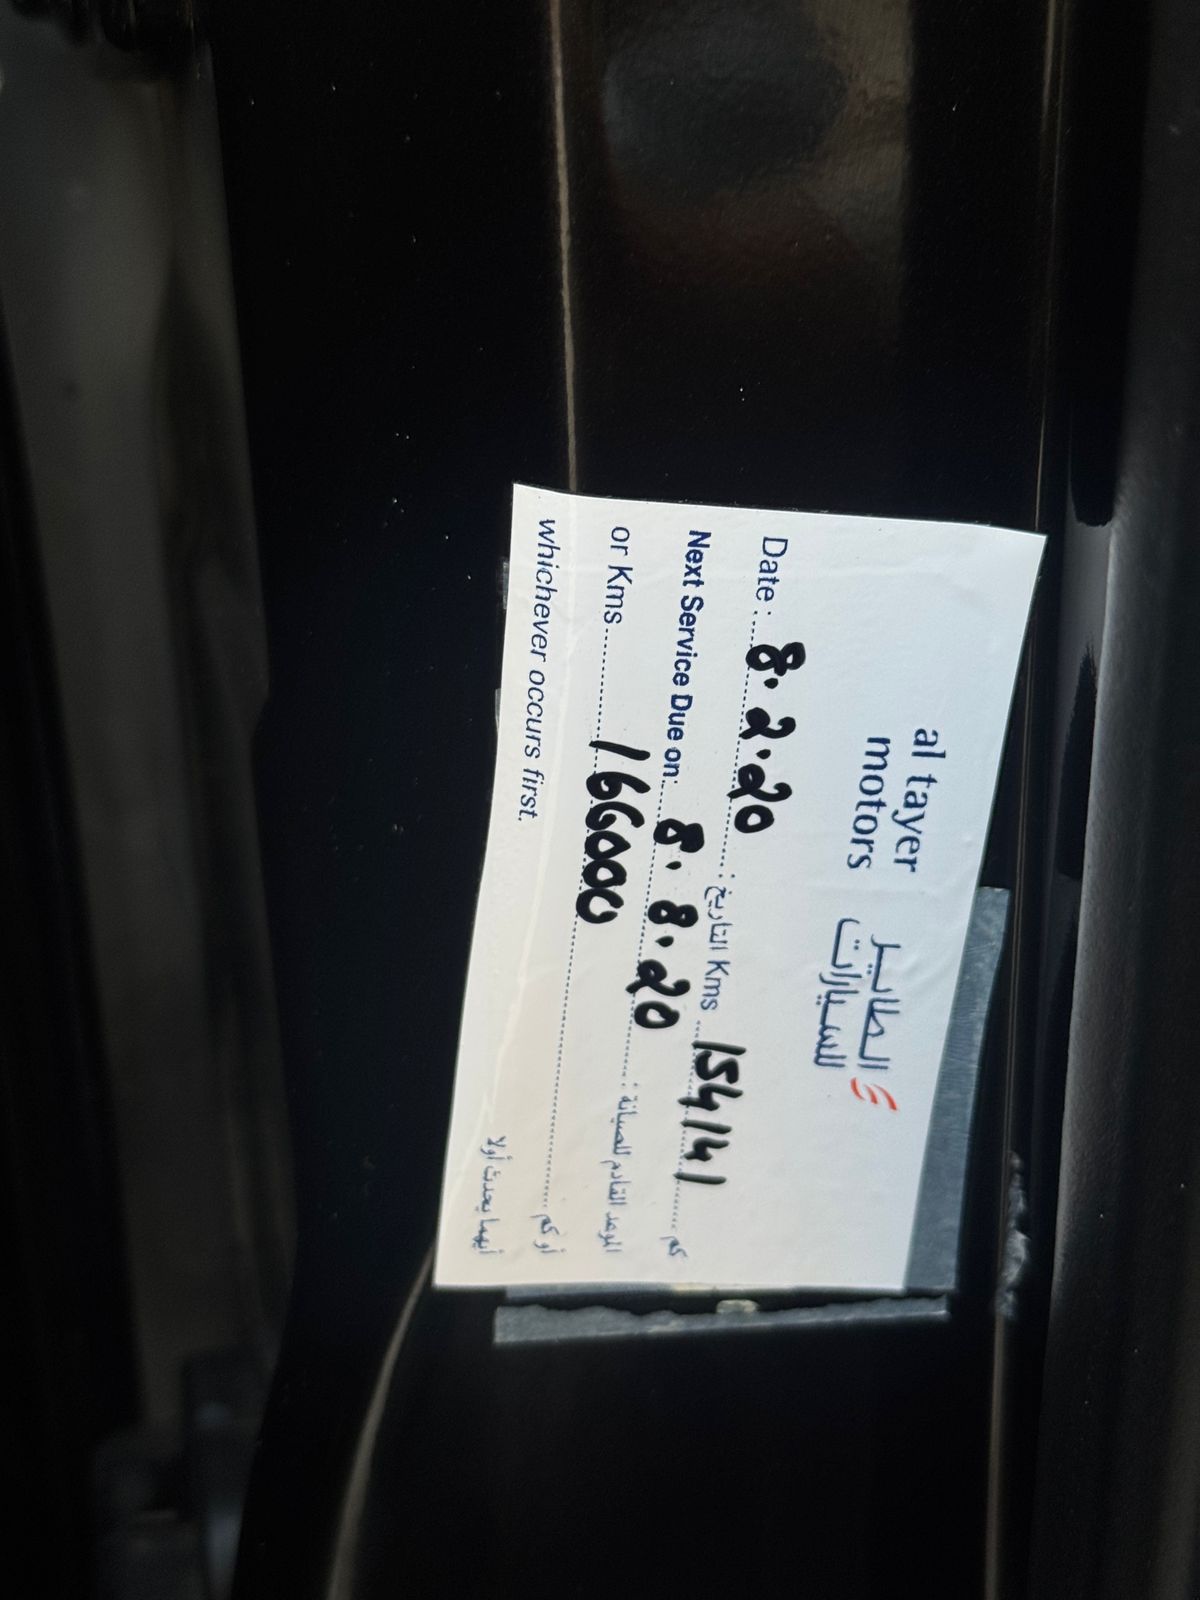 al tayer
motors
الطاير
للسيارات
Date : 8.2.20 : التاريخ Kms 154141 كم
Next Service Due on: 8.8.20 : الموعد القادم للصيانة
or Kms 166000 أو كم
whichever occurs first. أيهما يحدث أولا